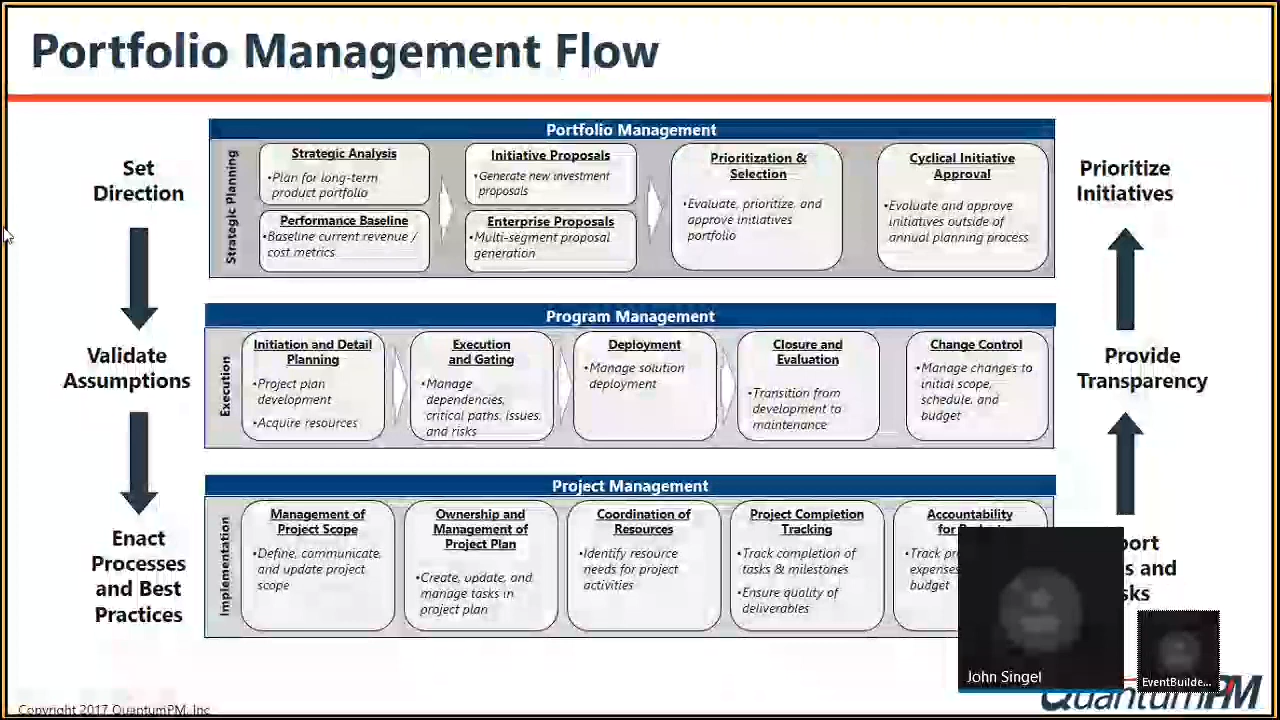 Portfolio Management Flow
Set
Direction
Validate
Assumptions
Enact
Processes
and Best
Practices
Portfolio Management
Strategic Planning
Strategic Analysis
•Plan for long-term
product portfolio
Performance Baseline
•Baseline current revenue /
cost metrics
Initiative Proposals
•Generate new investment
proposals
Enterprise Proposals
•Multi-segment proposal
generation
Prioritization &
Selection
•Evaluate, prioritize, and
approve initiatives
portfolio
Cyclical Initiative
Approval
•Evaluate and approve
initiatives outside of
annual planning process
Program Management
Execution
Initiation and Detail
Planning
•Project plan
development
•Acquire resources
Execution
and Gating
•Manage
dependencies,
critical paths, issues,
and risks
Deployment
•Manage solution
deployment
Closure and
Evaluation
•Transition from
development to
maintenance
Change Control
•Manage changes to
initial scope,
schedule, and
budget
Project Management
Implementation
Management of
Project Scope
•Define, communicate,
and update project
scope
Ownership and
Management of
Project Plan
•Create, update, and
manage tasks in
project plan
Coordination of
Resources
•Identify resource
needs for project
activities
Project Completion
Tracking
•Track completion of
tasks & milestones
•Ensure quality of
deliverables
Accountability
for
•Track
expenses
budget
Prioritize
Initiatives
Provide
Transparency
and
John Singel
EventBuilde...
QuantumPM
Copyright 2017 QuantumPM, Inc